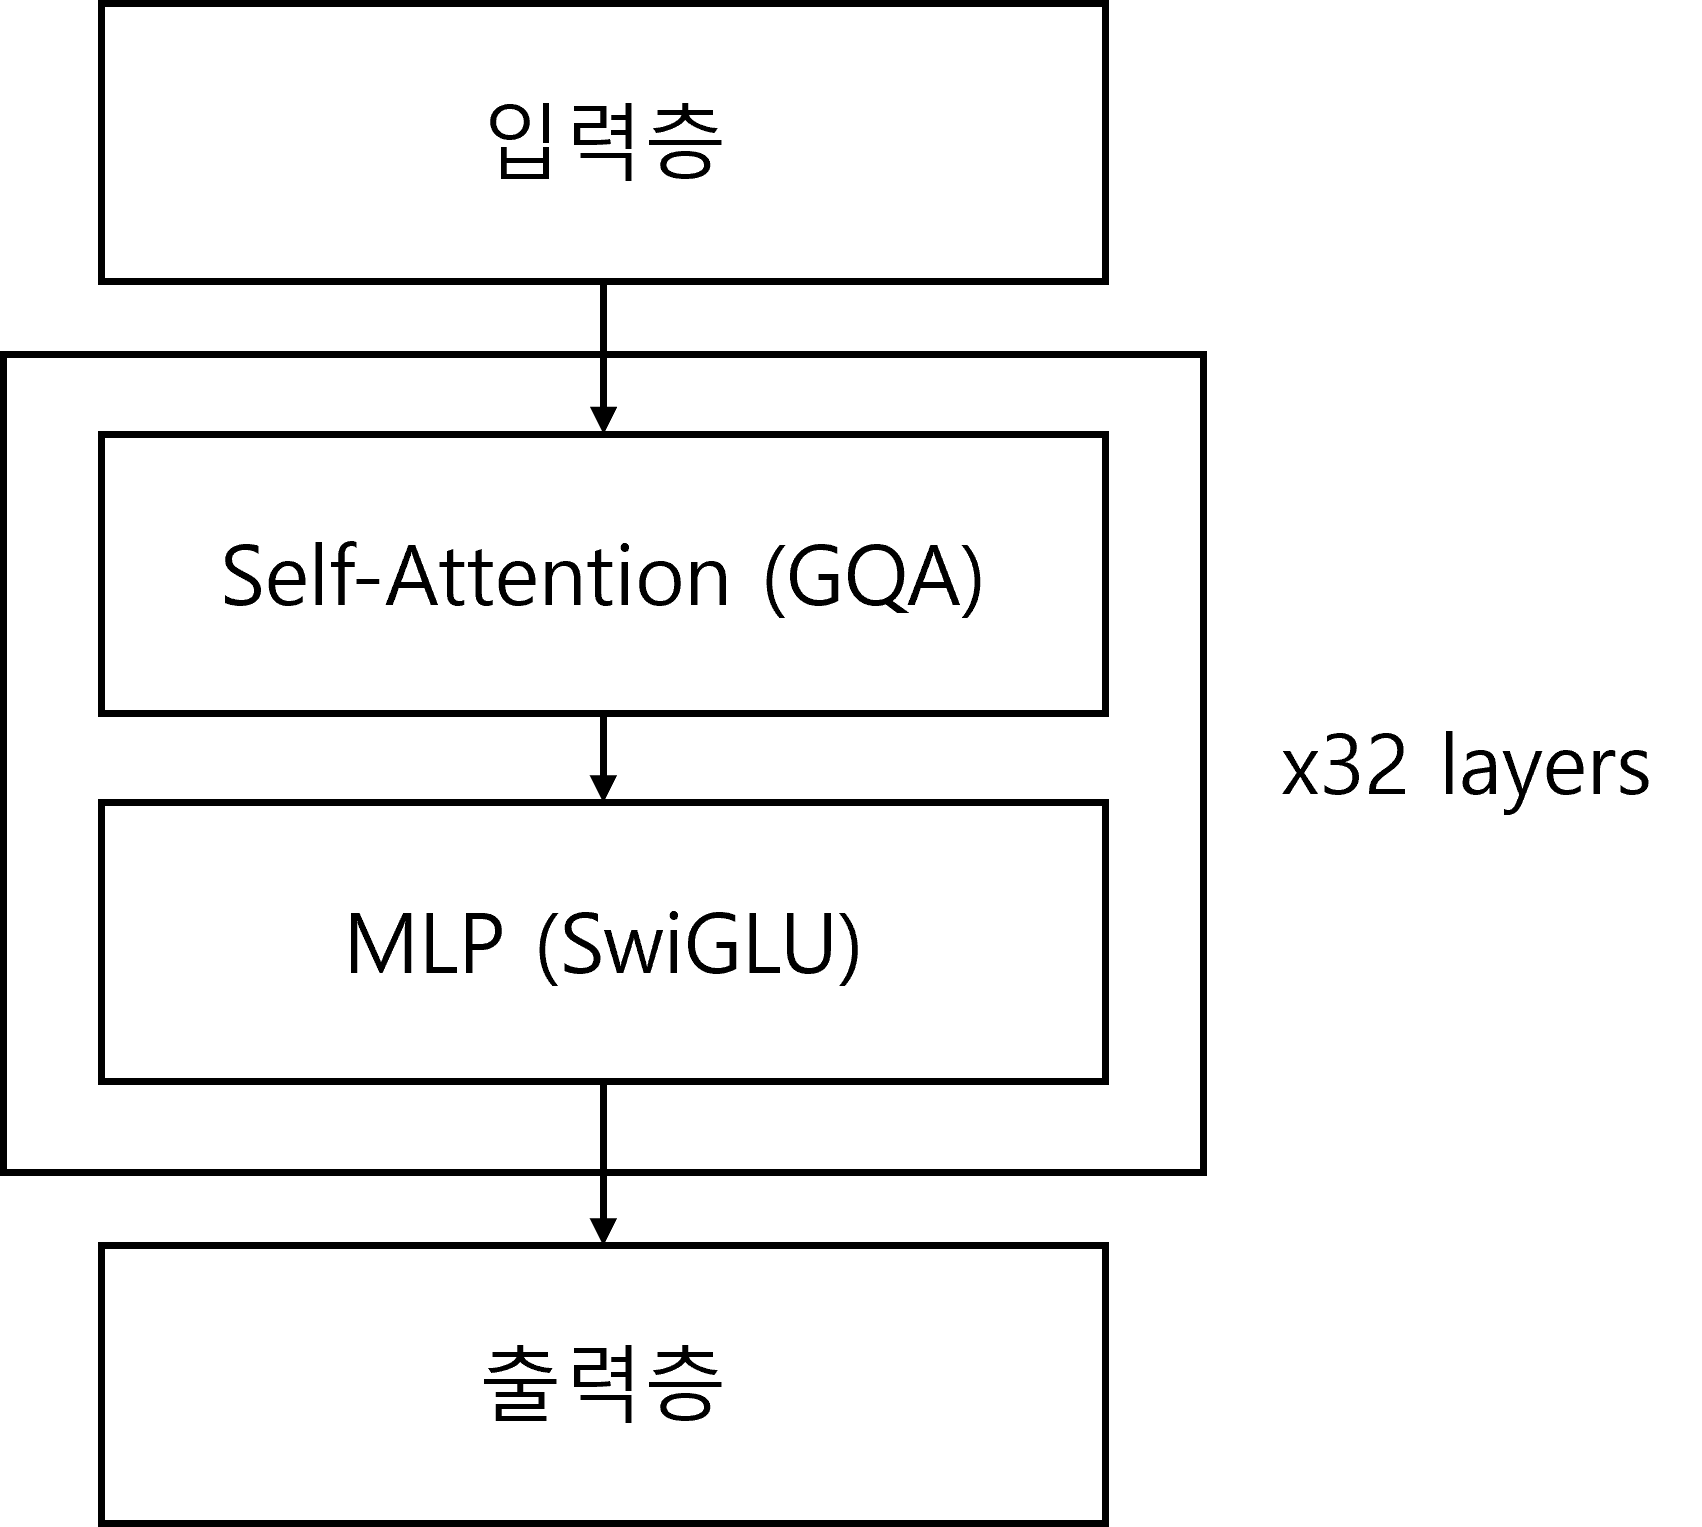 입력층
Self-Attention (GQA)
x32 layers
MLP (SwiGLU)
출력층